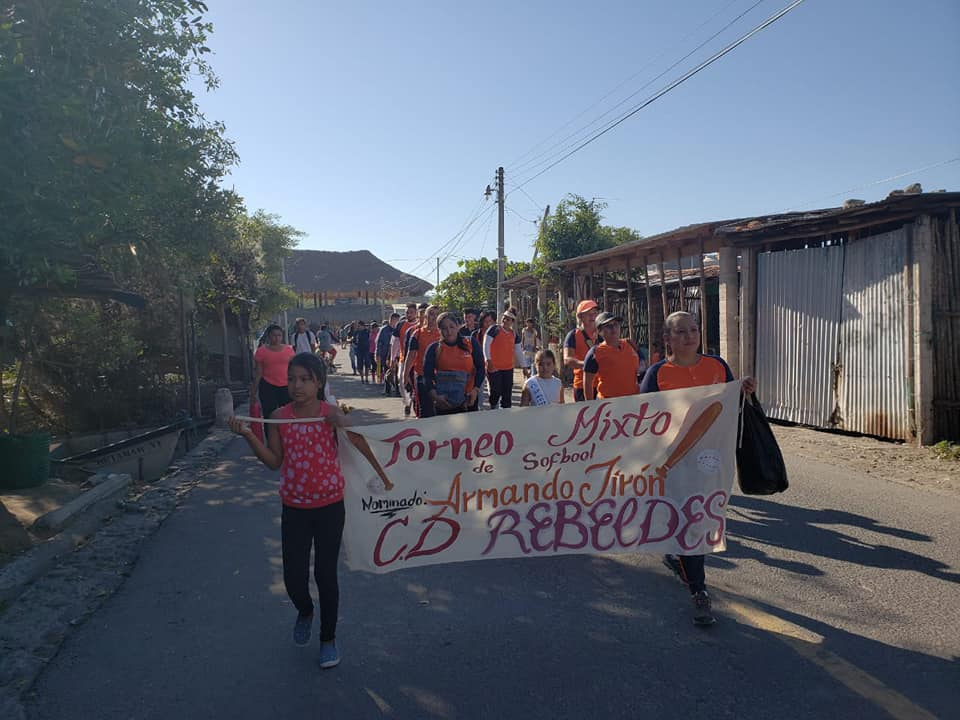 Torneo Mixto
de Sofbool
Nominado: Armando Jirón
C.D REBELDES